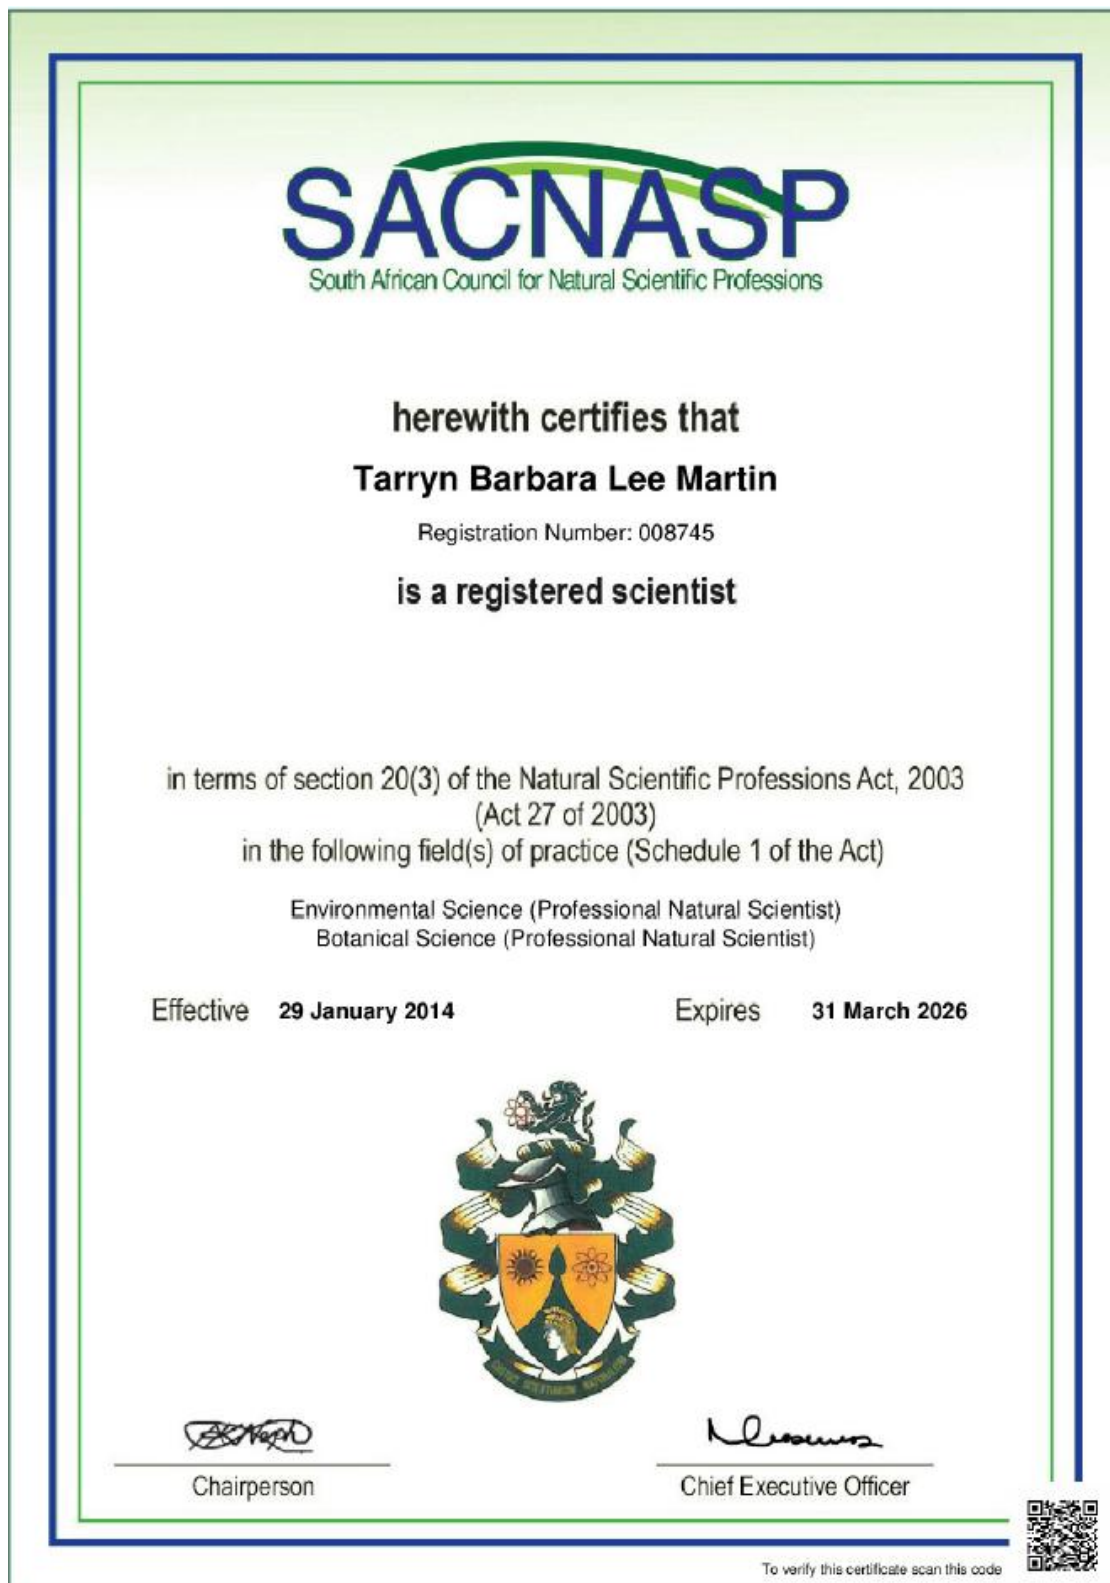 SACNASP
South African Council for Natural Scientific Professions
herewith certifies that
Tarryn Barbara Lee Martin
Registration Number: 008745
is a registered scientist
in terms of section 20(3) of the Natural Scientific Professions Act, 2003
(Act 27 of 2003)
in the following field(s) of practice (Schedule 1 of the Act)
Environmental Science (Professional Natural Scientist)
Botanical Science (Professional Natural Scientist)
Effective 29 January 2014 Expires 31 March 2026
Chairperson Chief Executive Officer
To verify this certificate scan this code